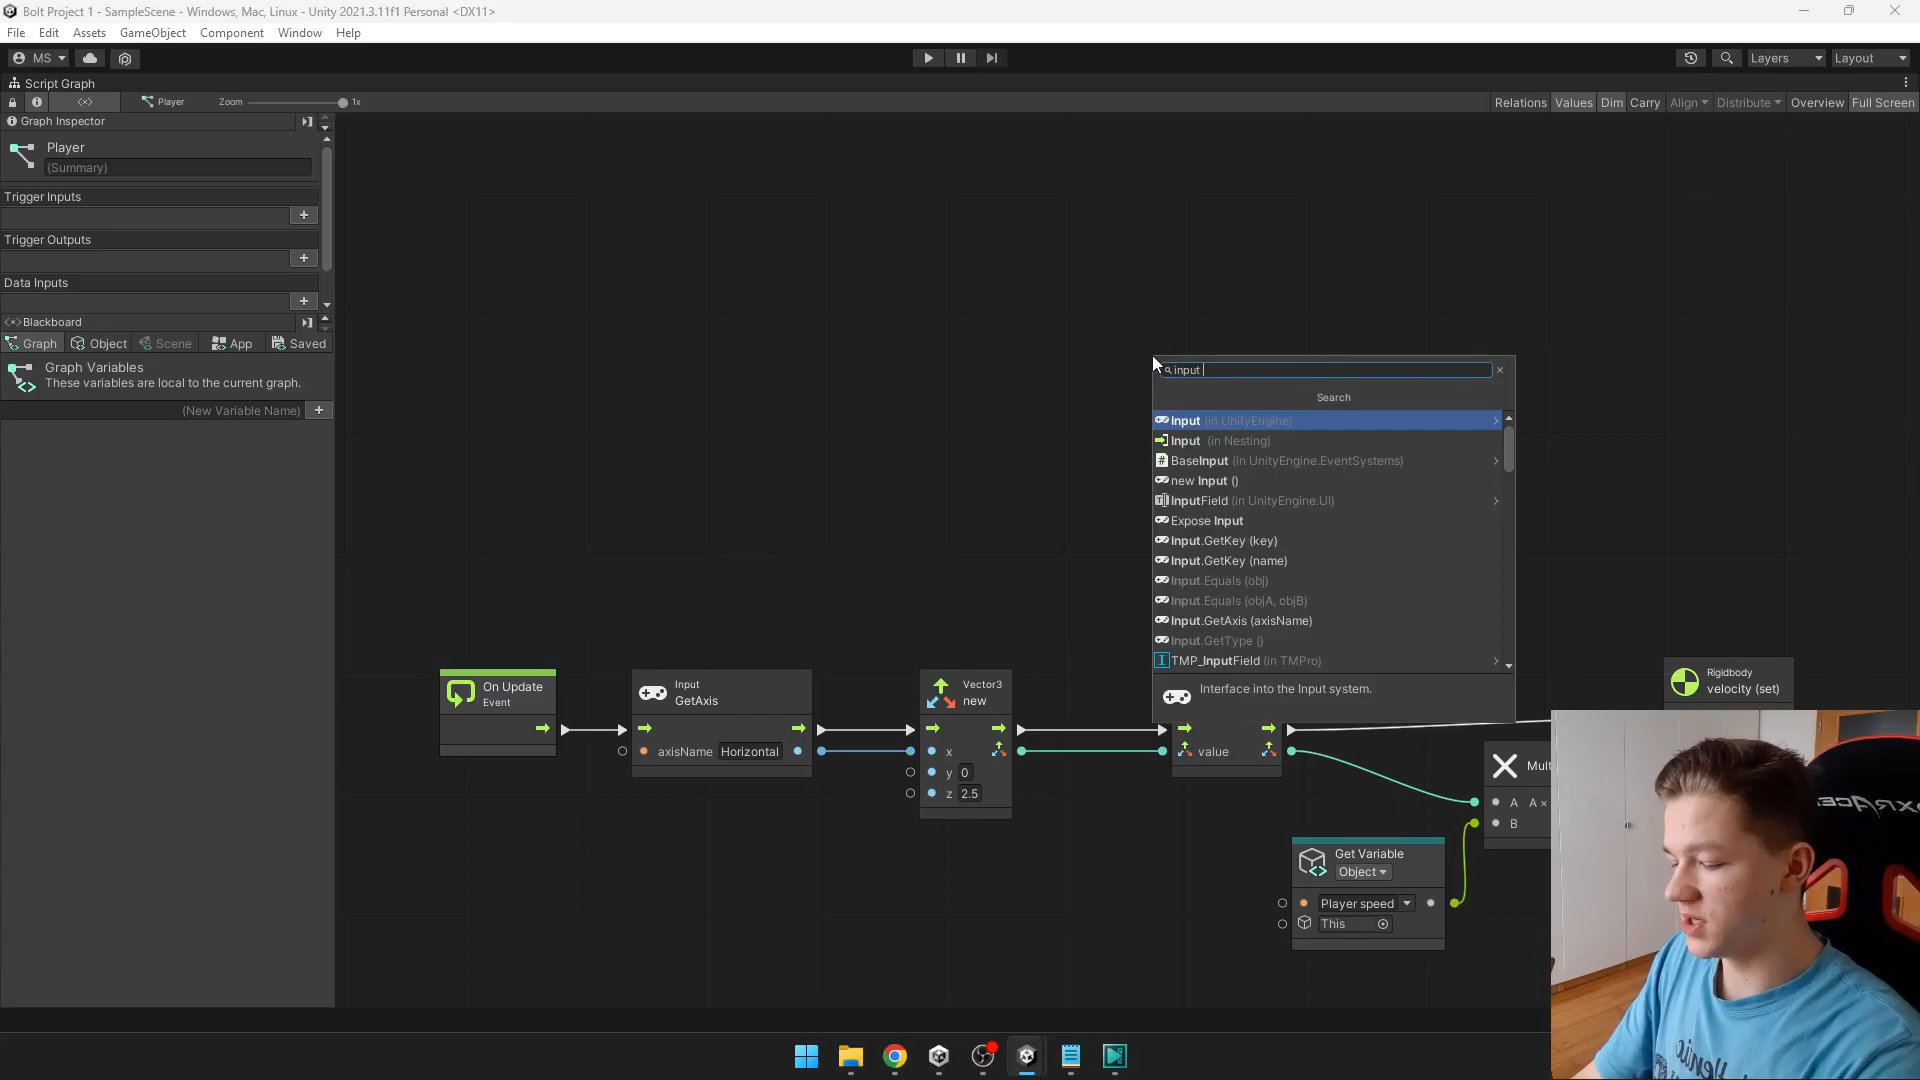 Bolt Project 1 - SampleScene - Windows, Mac, Linux - Unity 2021.3.11f1 Personal <DX11>
File Edit Assets GameObject Component Window Help
MS Layers Layout
Script Graph
Player Zoom 1x Relations Values Dim Carry Align Distribute Overview Full Screen
Graph Inspector
Player
(Summary)
Trigger Inputs
+
Trigger Outputs
+
Data Inputs
+
Blackboard
Graph Object Scene App Saved
Graph Variables
These variables are local to the current graph.
(New Variable Name) +
input
Search
Input (in UnityEngine)
Input (in Nesting)
BaseInput (in UnityEngine.EventSystems)
new Input ()
InputField (in UnityEngine.UI)
Expose Input
Input.GetKey (key)
Input.GetKey (name)
Input.Equals (obj)
Input.Equals (objA, objB)
Input.GetAxis (axisName)
Input.GetType ()
TMP_InputField (in TMPro)
Interface into the Input system.
On Update
Event
Input
GetAxis
axisName Horizontal
Vector3
new
x
y 0
z 2.5
value
Rigidbody
velocity (set)
Mult
A A ×
B
Get Variable
Object
Player speed
This